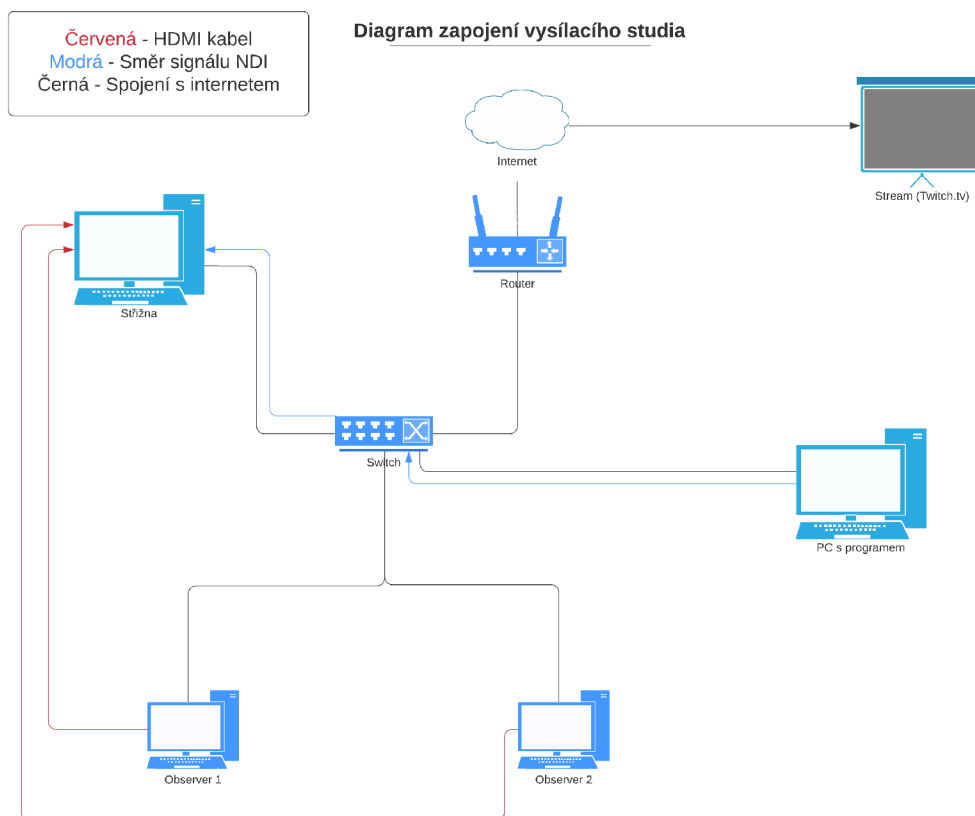 Diagram zapojení vysílacího studia
Červená - HDMI kabel
Modrá - Směr signálu NDI
Černá - Spojení s internetem
Internet
Stream (Twitch.tv)
Router
Střižna
Switch
PC s programem
Observer 1
Observer 2